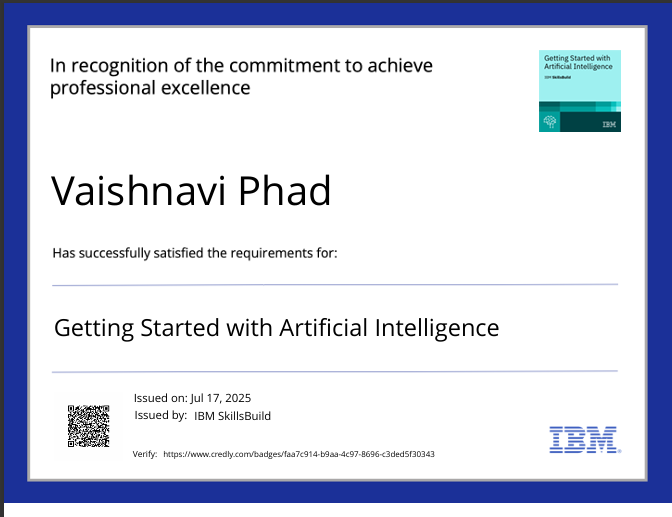 In recognition of the commitment to achieve
professional excellence
Getting Started with
Artificial Intelligence
IBM SkillsBuild
IBM
Vaishnavi Phad
Has successfully satisfied the requirements for:
Getting Started with Artificial Intelligence
Issued on: Jul 17, 2025
Issued by: IBM SkillsBuild
Verify: https://www.credly.com/badges/faa7c914-b9aa-4c97-8696-c3ded5f30343
IBM®